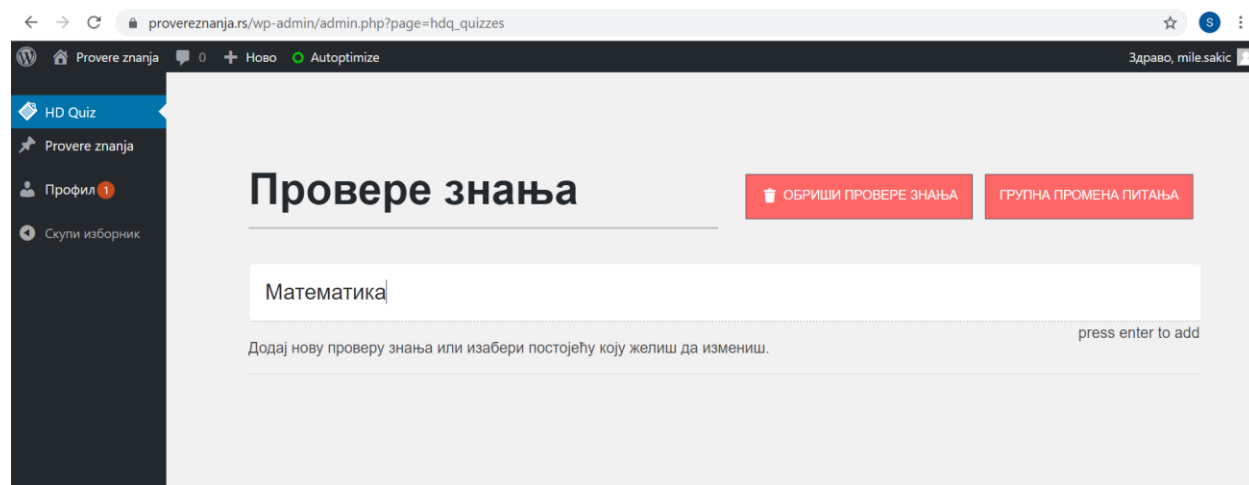 provereznanja.rs/wp-admin/admin.php?page=hdq_quizzes
S
Provere znanja 0 Ново Autoptimize Здраво, mile.sakic
HD Quiz
Provere znanja
Профил 1
Скупи изборник
Провере знања
ОБРИШИ ПРОВЕРЕ ЗНАЊА
ГРУПНА ПРОМЕНА ПИТАЊА
Математика
press enter to add
Додај нову проверу знања или изабери постојећу коју желиш да измениш.